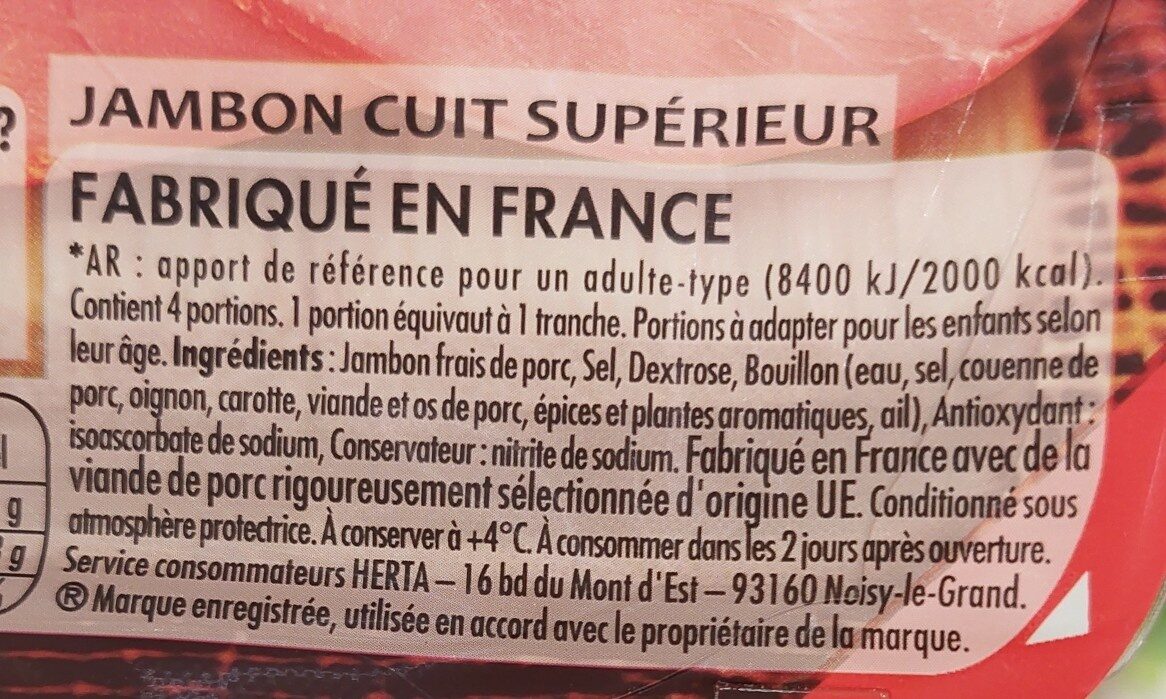 ?
JAMBON CUIT SUPÉRIEUR
FABRIQUÉ EN FRANCE
*AR : apport de référence pour un adulte-type (8400 kJ/2000 kcal).
Contient 4 portions. 1 portion équivaut à 1 tranche. Portions à adapter pour les enfants selon
leur âge. Ingrédients : Jambon frais de porc, Sel, Dextrose, Bouillon (eau, sel, couenne de
porc, oignon, carotte, viande et os de porc, épices et plantes aromatiques, ail), Antioxydant :
isoascorbate de sodium, Conservateur : nitrite de sodium. Fabriqué en France avec de la
viande de porc rigoureusement sélectionnée d'origine UE. Conditionné sous
atmosphère protectrice. À conserver à +4°C. À consommer dans les 2 jours après ouverture.
Service consommateurs HERTA – 16 bd du Mont d'Est – 93160 Noisy-le-Grand.
® Marque enregistrée, utilisée en accord avec le propriétaire de la marque.
g
g